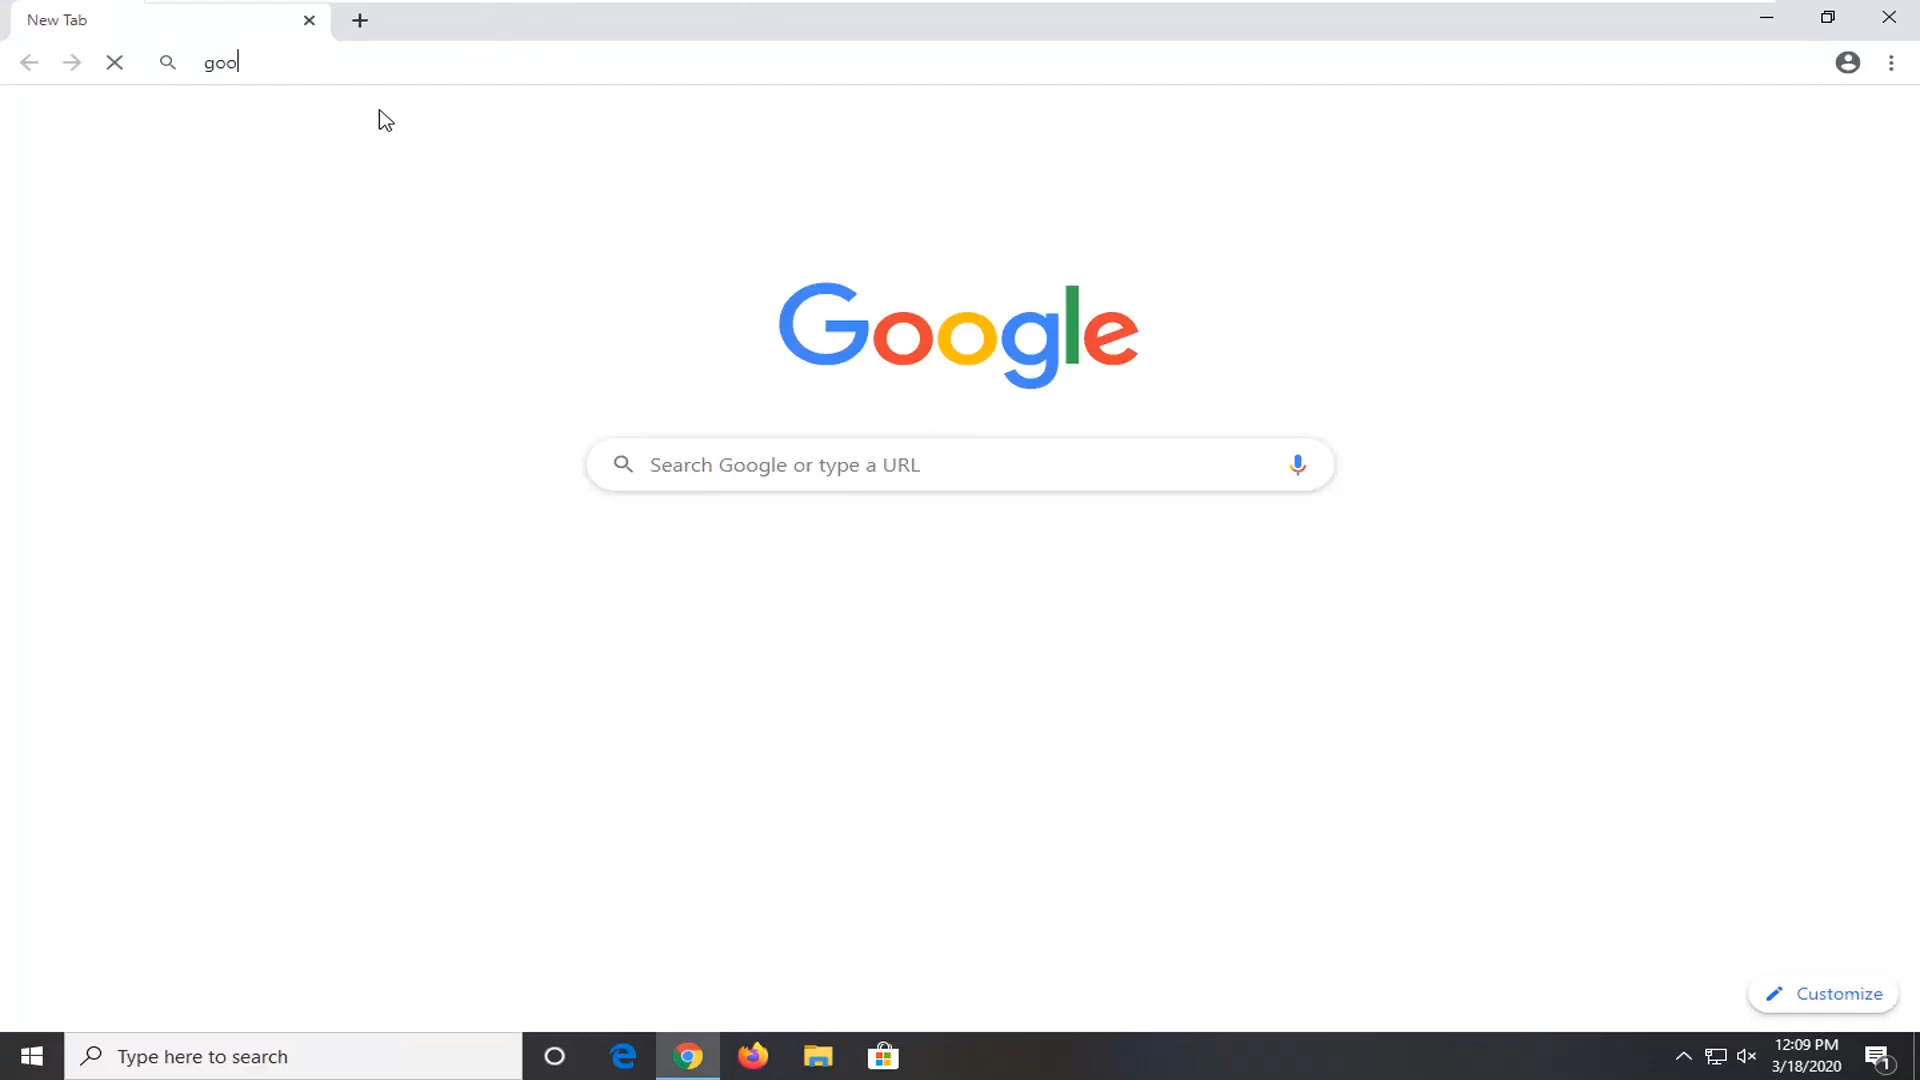 New Tab
goo
Google
Search Google or type a URL
Customize
Type here to search
12:09 PM
3/18/2020
1